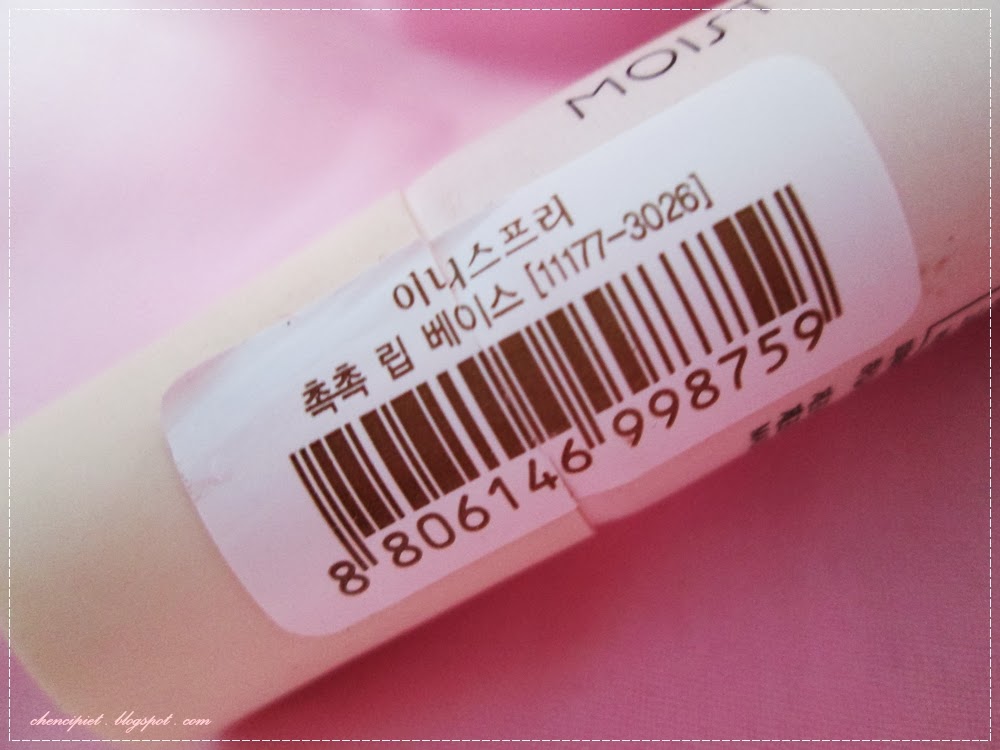 MOIST
이니스프리
촉촉 립 베이스 [11177-3026]
8 806146 998759
chencipiet . blogspot . com